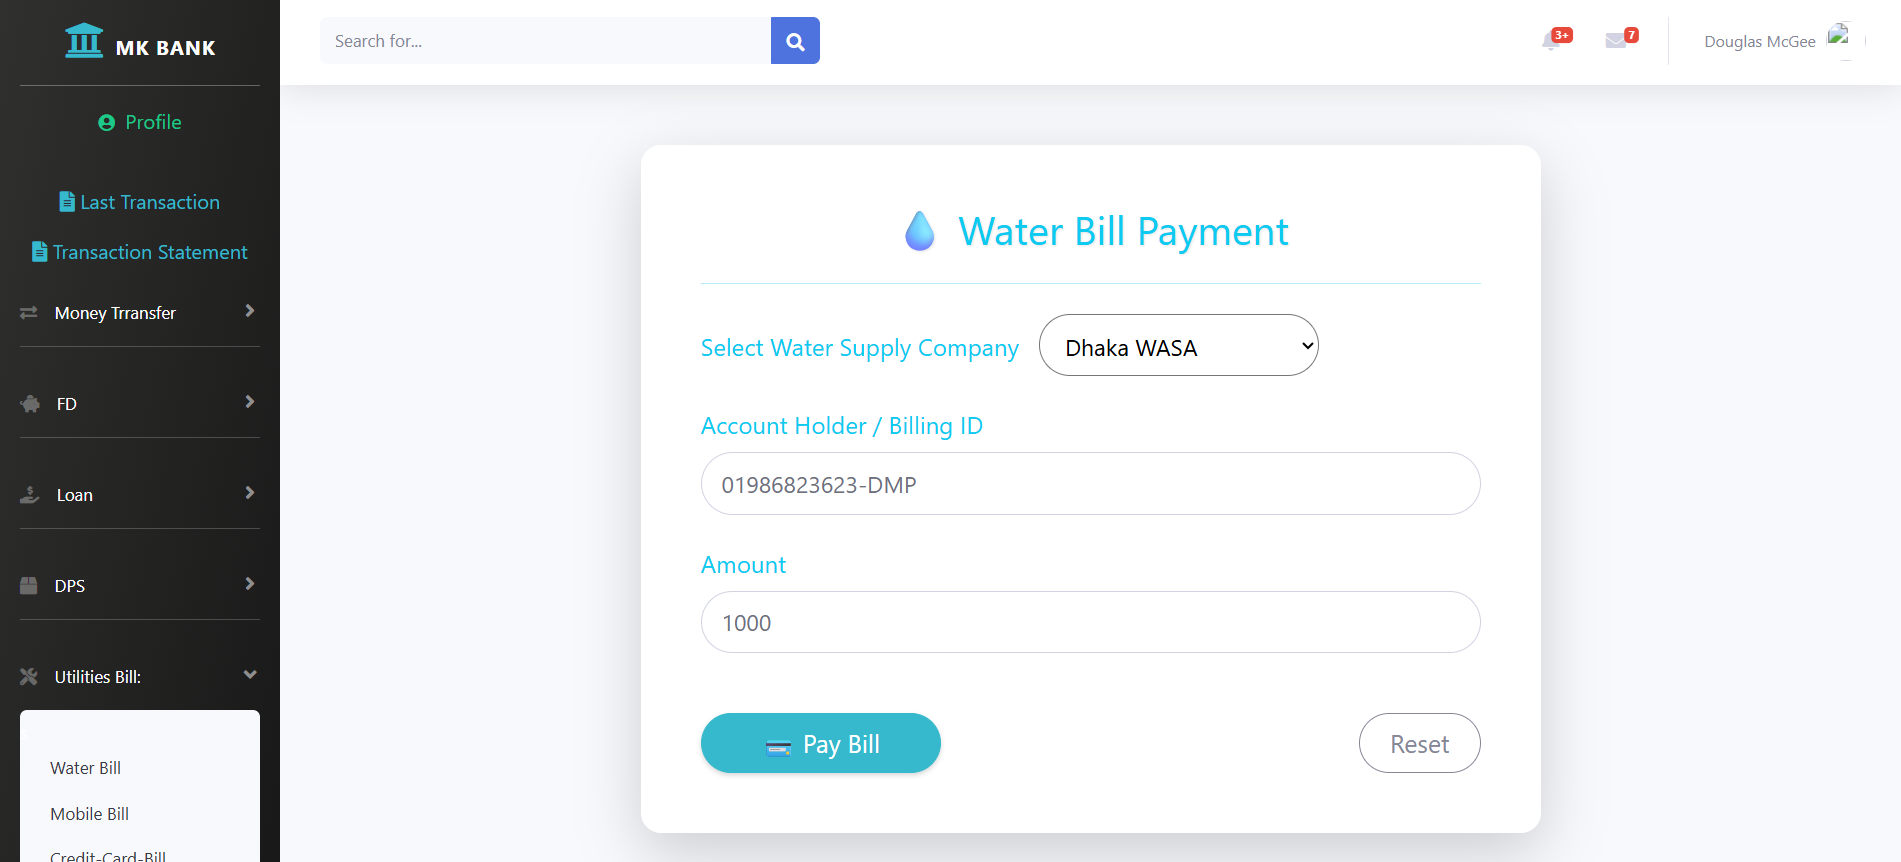 MK BANK
Search for...
3+
7
Douglas McGee
Profile
Last Transaction
Transaction Statement
Money Trransfer
FD
Loan
DPS
Utilities Bill:
Water Bill
Mobile Bill
Credit-Card-Bill
Water Bill Payment
Select Water Supply Company
Dhaka WASA
Account Holder / Billing ID
01986823623-DMP
Amount
1000
Pay Bill
Reset